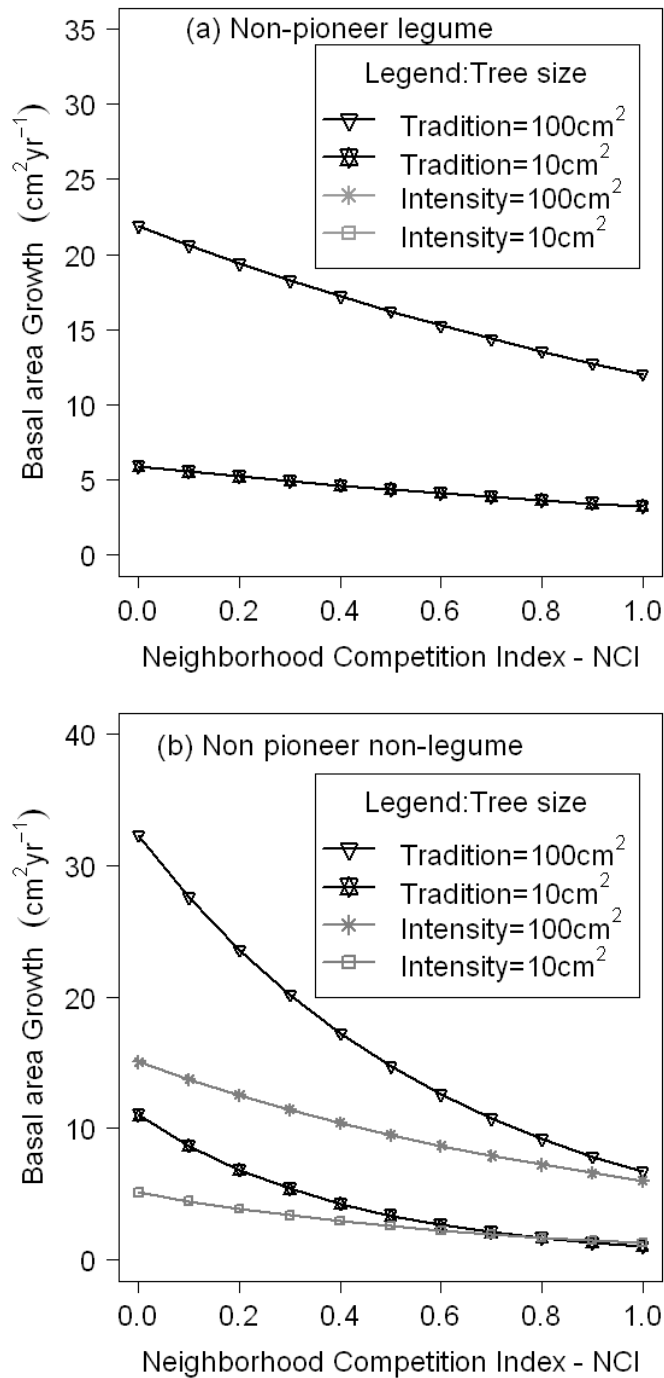 (a) Non-pioneer legume
Legend:Tree size
Tradition=100cm²
Tradition=10cm²
Intensity=100cm²
Intensity=10cm²
Basal area Growth (cm²yr⁻¹)
35
30
25
20
15
10
5
0
0.0 0.2 0.4 0.6 0.8 1.0
Neighborhood Competition Index - NCI
(b) Non pioneer non-legume
Legend:Tree size
Tradition=100cm²
Tradition=10cm²
Intensity=100cm²
Intensity=10cm²
Basal area Growth (cm²yr⁻¹)
40
30
20
10
0
0.0 0.2 0.4 0.6 0.8 1.0
Neighborhood Competition Index - NCI